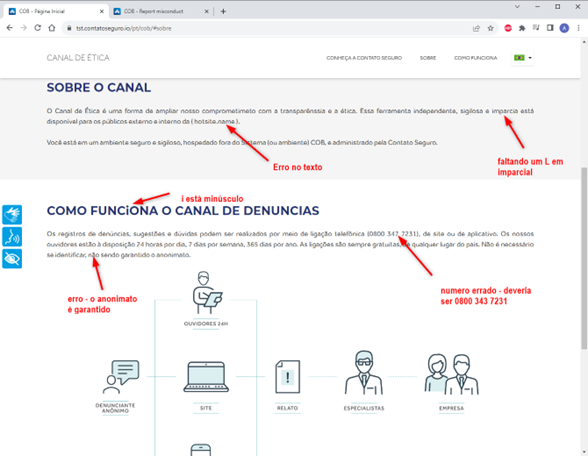 COB - Página Inicial
COB - Report misconduct
tst.contatoseguro.io/pt/cob/#sobre
A
CANAL DE ÉTICA
CONHEÇA A CONTATO SEGURO
SOBRE
COMO FUNCIONA
SOBRE O CANAL
O Canal de Ética é uma forma de ampliar nosso comprometimeto com a transparênssia e a ética. Essa ferramenta independente, sigilosa e imparcia está
disponível para os públicos externo e interno da ( hotsite.name ).
Você está em um ambiente seguro e sigiloso, hospedado fora do Sistema (ou ambiente) COB, e administrado pela Contato Seguro.
Erro no texto
faltando um L em
imparcial
i está minúsculo
COMO FUNCiONA O CANAL DE DENUNCIAS
Os registros de denúncias, sugestões e dúvidas podem ser realizados por meio de ligação telefônica (0800 347 7231), de site ou de aplicativo. Os nossos
ouvidores estão à disposição 24 horas por dia, 7 dias por semana, 365 dias por ano. As ligações são sempre gratuitas, de qualquer lugar do país. Não é necessário
se identificar, não sendo garantido o anonimato.
erro - o anonimato
é garantido
numero errado - deveria
ser 0800 343 7231
OUVIDORES 24H
DENUNCIANTE
ANÔNIMO
SITE
RELATO
ESPECIALISTAS
EMPRESA